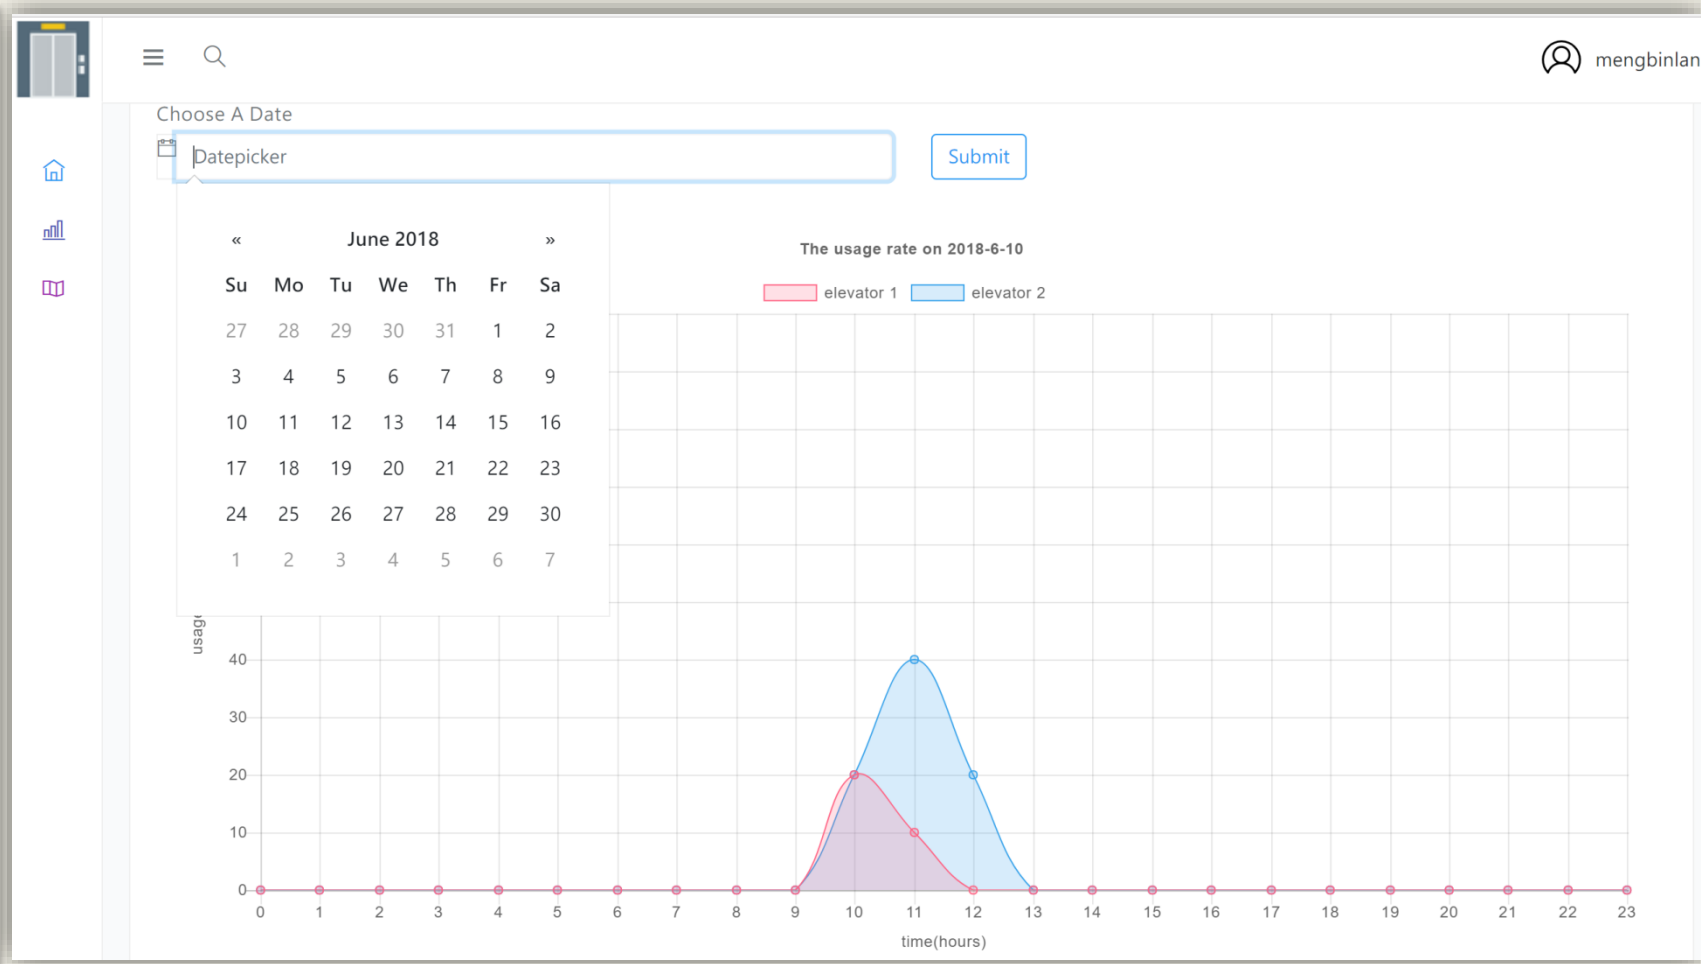 mengbinlan
Choose A Date
Datepicker
Submit
« June 2018 »
Su Mo Tu We Th Fr Sa
27 28 29 30 31 1 2
3 4 5 6 7 8 9
10 11 12 13 14 15 16
17 18 19 20 21 22 23
24 25 26 27 28 29 30
1 2 3 4 5 6 7
The usage rate on 2018-6-10
elevator 1 elevator 2
usage
40
30
20
10
0
0 1 2 3 4 5 6 7 8 9 10 11 12 13 14 15 16 17 18 19 20 21 22 23
time(hours)